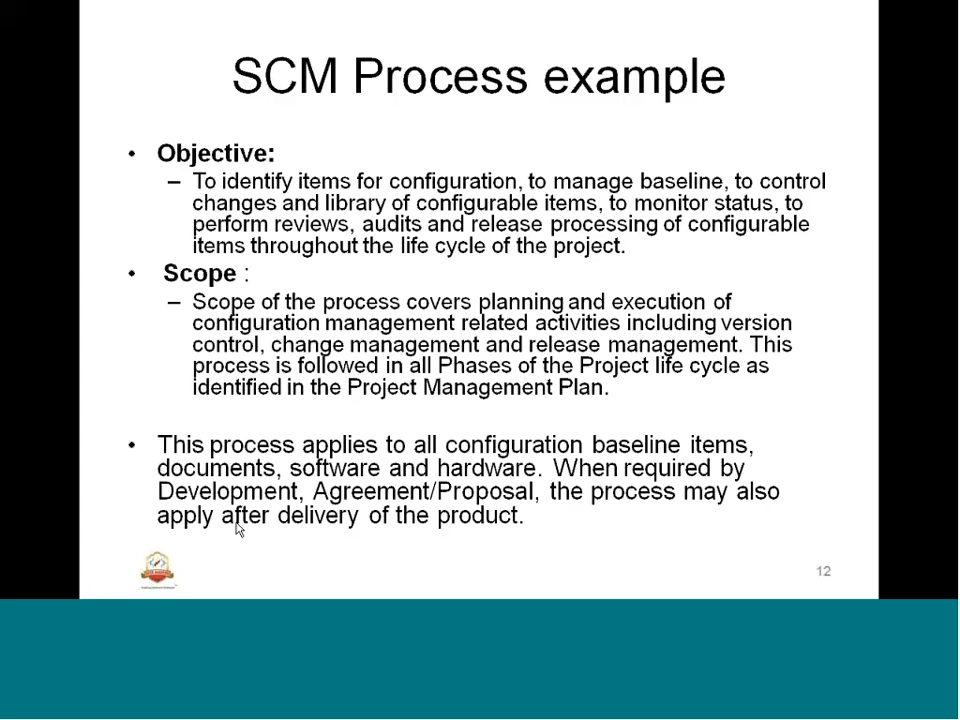 SCM Process example
• Objective:
– To identify items for configuration, to manage baseline, to control
changes and library of configurable items, to monitor status, to
perform reviews, audits and release processing of configurable
items throughout the life cycle of the project.
• Scope :
– Scope of the process covers planning and execution of
configuration management related activities including version
control, change management and release management. This
process is followed in all Phases of the Project life cycle as
identified in the Project Management Plan.
• This process applies to all configuration baseline items,
documents, software and hardware. When required by
Development, Agreement/Proposal, the process may also
apply after delivery of the product.
12